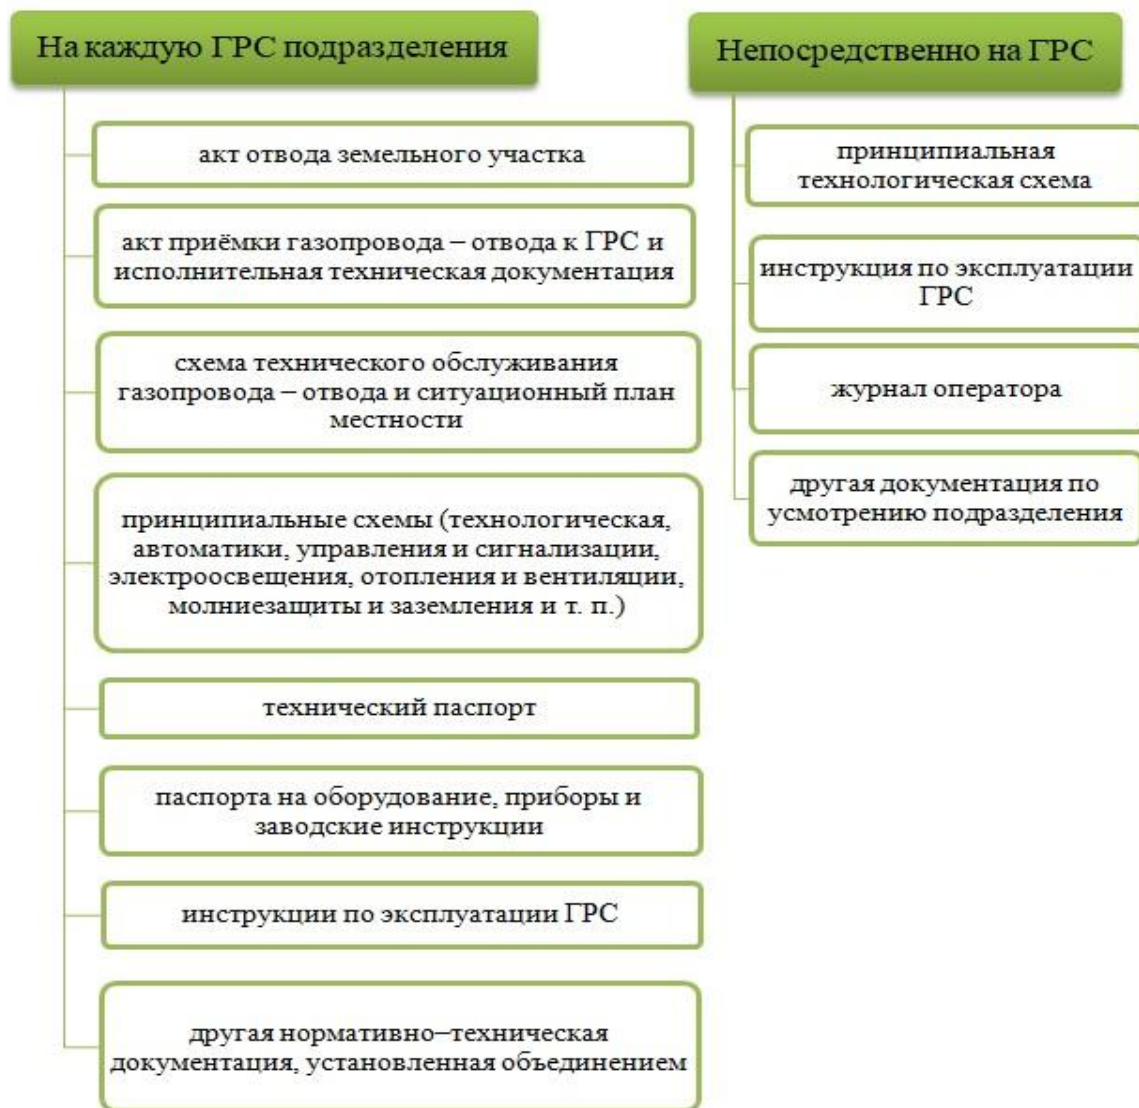 На каждую ГРС подразделения
акт отвода земельного участка
акт приёмки газопровода – отвода к ГРС и
исполнительная техническая документация
схема технического обслуживания
газопровода – отвода и ситуационный план
местности
принципиальные схемы (технологическая,
автоматики, управления и сигнализации,
электроосвещения, отопления и вентиляции,
молниезащиты и заземления и т. п.)
технический паспорт
паспорта на оборудование, приборы и
заводские инструкции
инструкции по эксплуатации ГРС
другая нормативно–техническая
документация, установленная объединением
Непосредственно на ГРС
принципиальная
технологическая схема
инструкция по эксплуатации
ГРС
журнал оператора
другая документация по
усмотрению подразделения